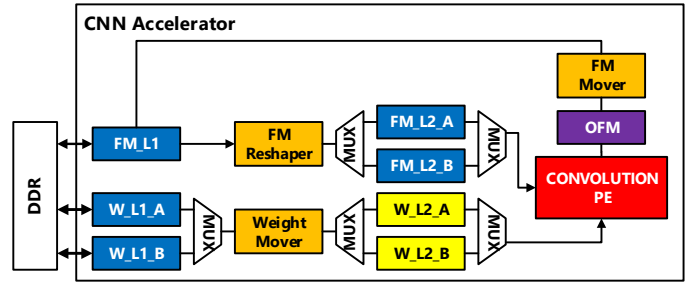 CNN Accelerator
FM
Mover
FM_L1
FM
Reshaper
MUX
FM_L2_A
FM_L2_B
MUX
OFM
DDR
CONVOLUTION
PE
W_L1_A
W_L1_B
MUX
Weight
Mover
MUX
W_L2_A
W_L2_B
MUX